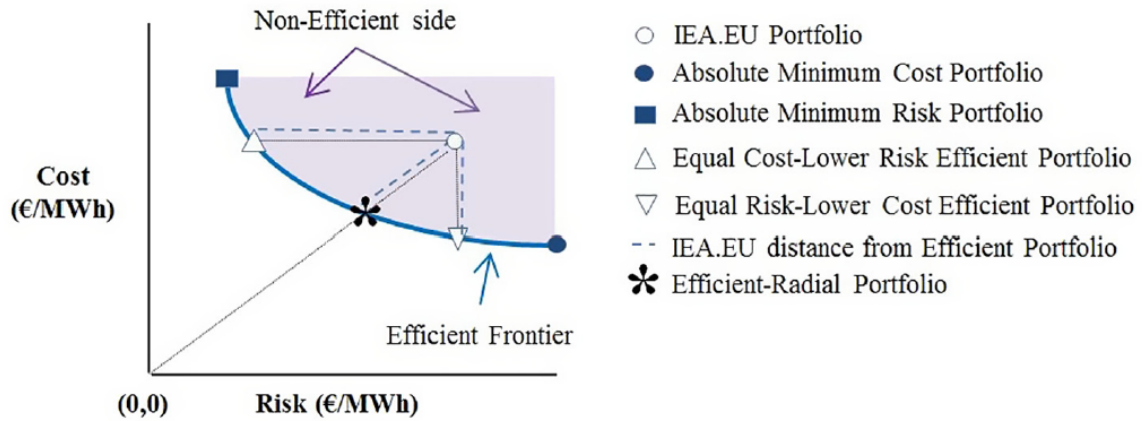 Non-Efficient side
Cost
(€/MWh)
Efficient Frontier
(0,0)
Risk (€/MWh)
IEA.EU Portfolio
Absolute Minimum Cost Portfolio
Absolute Minimum Risk Portfolio
Equal Cost-Lower Risk Efficient Portfolio
Equal Risk-Lower Cost Efficient Portfolio
IEA.EU distance from Efficient Portfolio
Efficient-Radial Portfolio